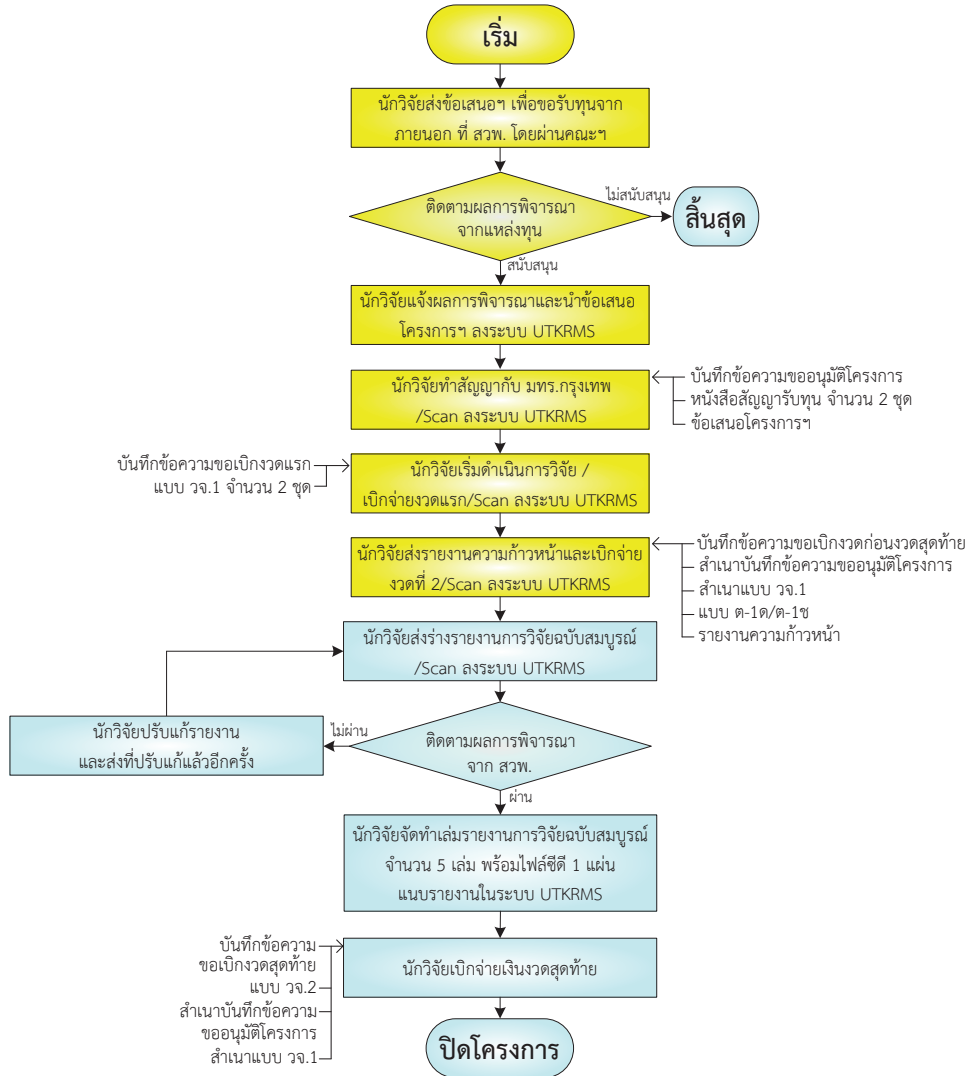 เริ่ม
นักวิจัยส่งข้อเสนอฯ เพื่อขอรับทุนจาก
ภายนอก ที่ สวพ. โดยผ่านคณะฯ
ติดตามผลการพิจารณา
จากแหล่งทุน
ไม่สนับสนุน
สิ้นสุด
สนับสนุน
นักวิจัยแจ้งผลการพิจารณาและนำข้อเสนอ
โครงการฯ ลงระบบ UTKRMS
นักวิจัยทำสัญญากับ มทร.กรุงเทพ
/Scan ลงระบบ UTKRMS
บันทึกข้อความขออนุมัติโครงการ
หนังสือสัญญารับทุน จำนวน 2 ชุด
ข้อเสนอโครงการฯ
บันทึกข้อความขอเบิกงวดแรก
แบบ วจ.1 จำนวน 2 ชุด
นักวิจัยเริ่มดำเนินการวิจัย /
เบิกจ่ายงวดแรก/Scan ลงระบบ UTKRMS
นักวิจัยส่งรายงานความก้าวหน้าและเบิกจ่าย
งวดที่ 2/Scan ลงระบบ UTKRMS
บันทึกข้อความขอเบิกงวดก่อนงวดสุดท้าย
สำเนาบันทึกข้อความขออนุมัติโครงการ
สำเนาแบบ วจ.1
แบบ ต-1ด/ต-1ช
รายงานความก้าวหน้า
นักวิจัยส่งร่างรายงานการวิจัยฉบับสมบูรณ์
/Scan ลงระบบ UTKRMS
นักวิจัยปรับแก้รายงาน
และส่งที่ปรับแก้แล้วอีกครั้ง
ไม่ผ่าน
ติดตามผลการพิจารณา
จาก สวพ.
ผ่าน
นักวิจัยจัดทำเล่มรายงานการวิจัยฉบับสมบูรณ์
จำนวน 5 เล่ม พร้อมไฟล์ซีดี 1 แผ่น
แนบรายงานในระบบ UTKRMS
บันทึกข้อความ
ขอเบิกงวดสุดท้าย
แบบ วจ.2
สำเนาบันทึกข้อความ
ขออนุมัติโครงการ
สำเนาแบบ วจ.1
นักวิจัยเบิกจ่ายเงินงวดสุดท้าย
ปิดโครงการ